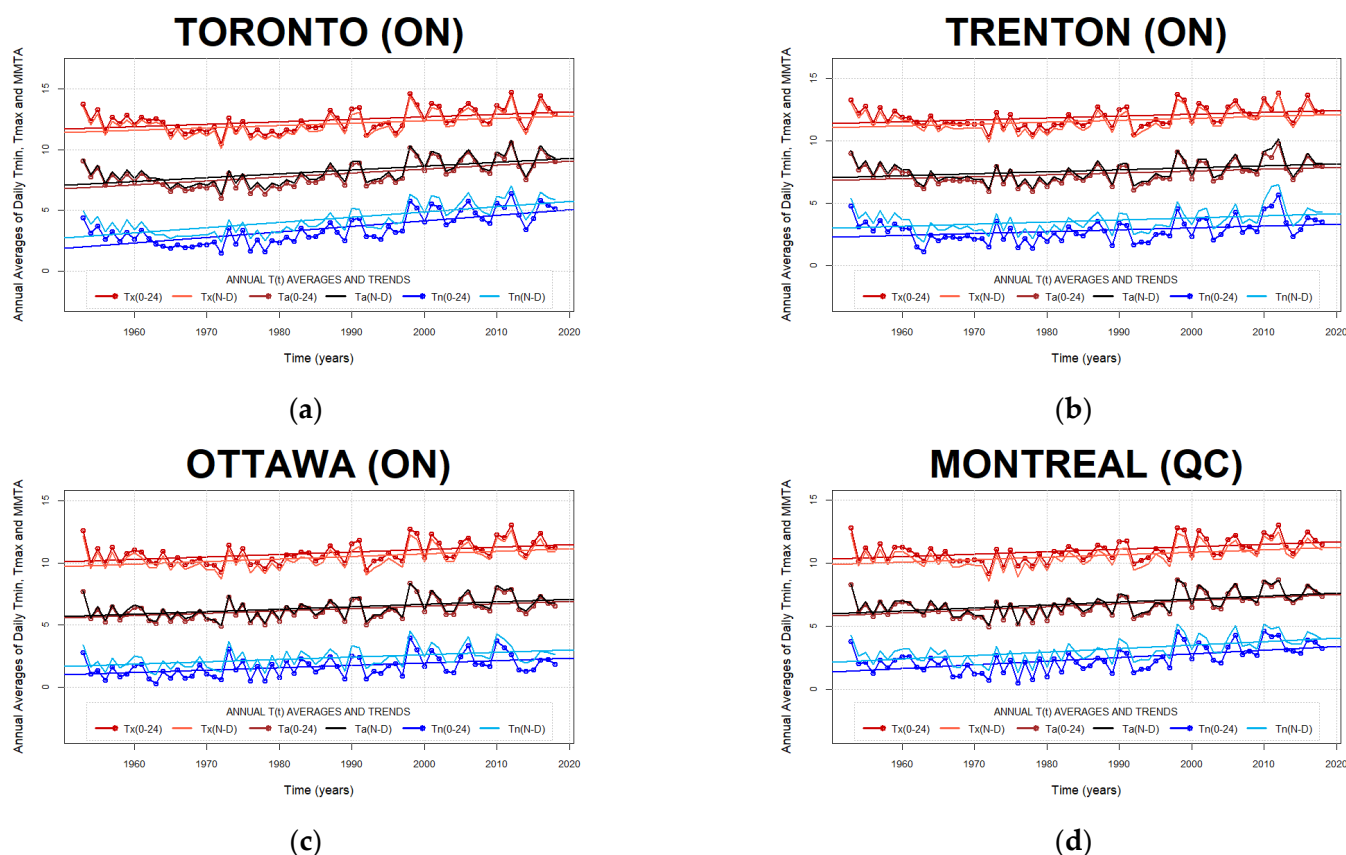 TORONTO (ON)
Annual Averages of Daily Tmin, Tmax and MMTA
15
10
5
0
ANNUAL T(t) AVERAGES AND TRENDS
Tx(0-24) Tx(N-D) Ta(0-24) Ta(N-D) Tn(0-24) Tn(N-D)
1960 1970 1980 1990 2000 2010 2020
Time (years)
(a)
TRENTON (ON)
Annual Averages of Daily Tmin, Tmax and MMTA
15
10
5
0
ANNUAL T(t) AVERAGES AND TRENDS
Tx(0-24) Tx(N-D) Ta(0-24) Ta(N-D) Tn(0-24) Tn(N-D)
1960 1970 1980 1990 2000 2010 2020
Time (years)
(b)
OTTAWA (ON)
Annual Averages of Daily Tmin, Tmax and MMTA
15
10
5
0
ANNUAL T(t) AVERAGES AND TRENDS
Tx(0-24) Tx(N-D) Ta(0-24) Ta(N-D) Tn(0-24) Tn(N-D)
1960 1970 1980 1990 2000 2010 2020
Time (years)
(c)
MONTREAL (QC)
Annual Averages of Daily Tmin, Tmax and MMTA
15
10
5
0
ANNUAL T(t) AVERAGES AND TRENDS
Tx(0-24) Tx(N-D) Ta(0-24) Ta(N-D) Tn(0-24) Tn(N-D)
1960 1970 1980 1990 2000 2010 2020
Time (years)
(d)